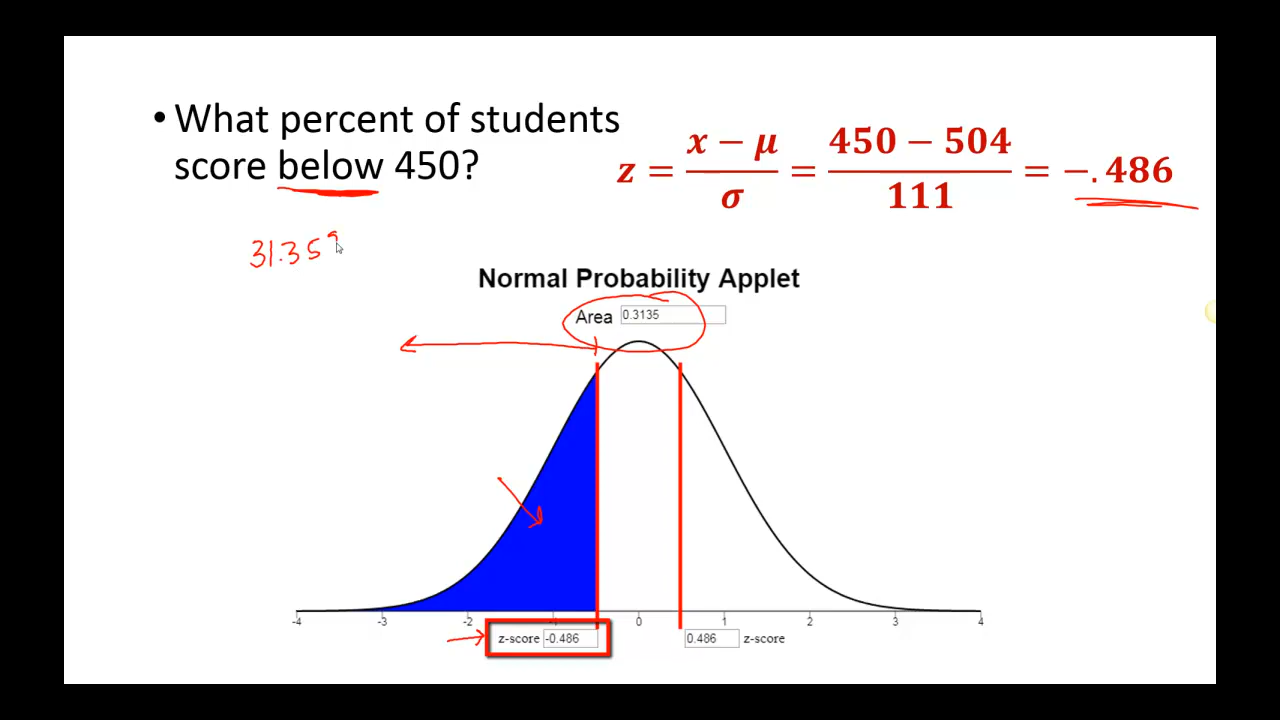 • What percent of students
score below 450?
z = x − μ / σ = 450 − 504 / 111 = −.486
31.35%
Normal Probability Applet
Area 0.3135
-4 -3 -2 -1 0 1 2 3 4
z-score -0.486 0.486 z-score